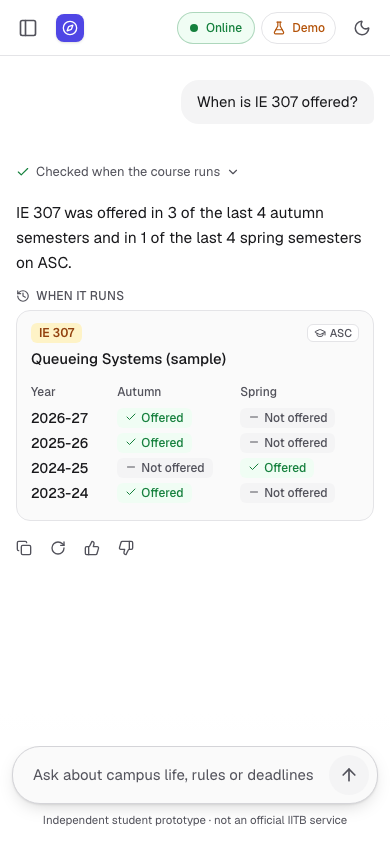 Online
Demo
When is IE 307 offered?
Checked when the course runs
IE 307 was offered in 3 of the last 4 autumn
semesters and in 1 of the last 4 spring semesters
on ASC.
WHEN IT RUNS
IE 307 ASC
Queueing Systems (sample)
Year Autumn Spring
2026-27 Offered Not offered
2025-26 Offered Not offered
2024-25 Not offered Offered
2023-24 Offered Not offered
Ask about campus life, rules or deadlines
Independent student prototype · not an official IITB service